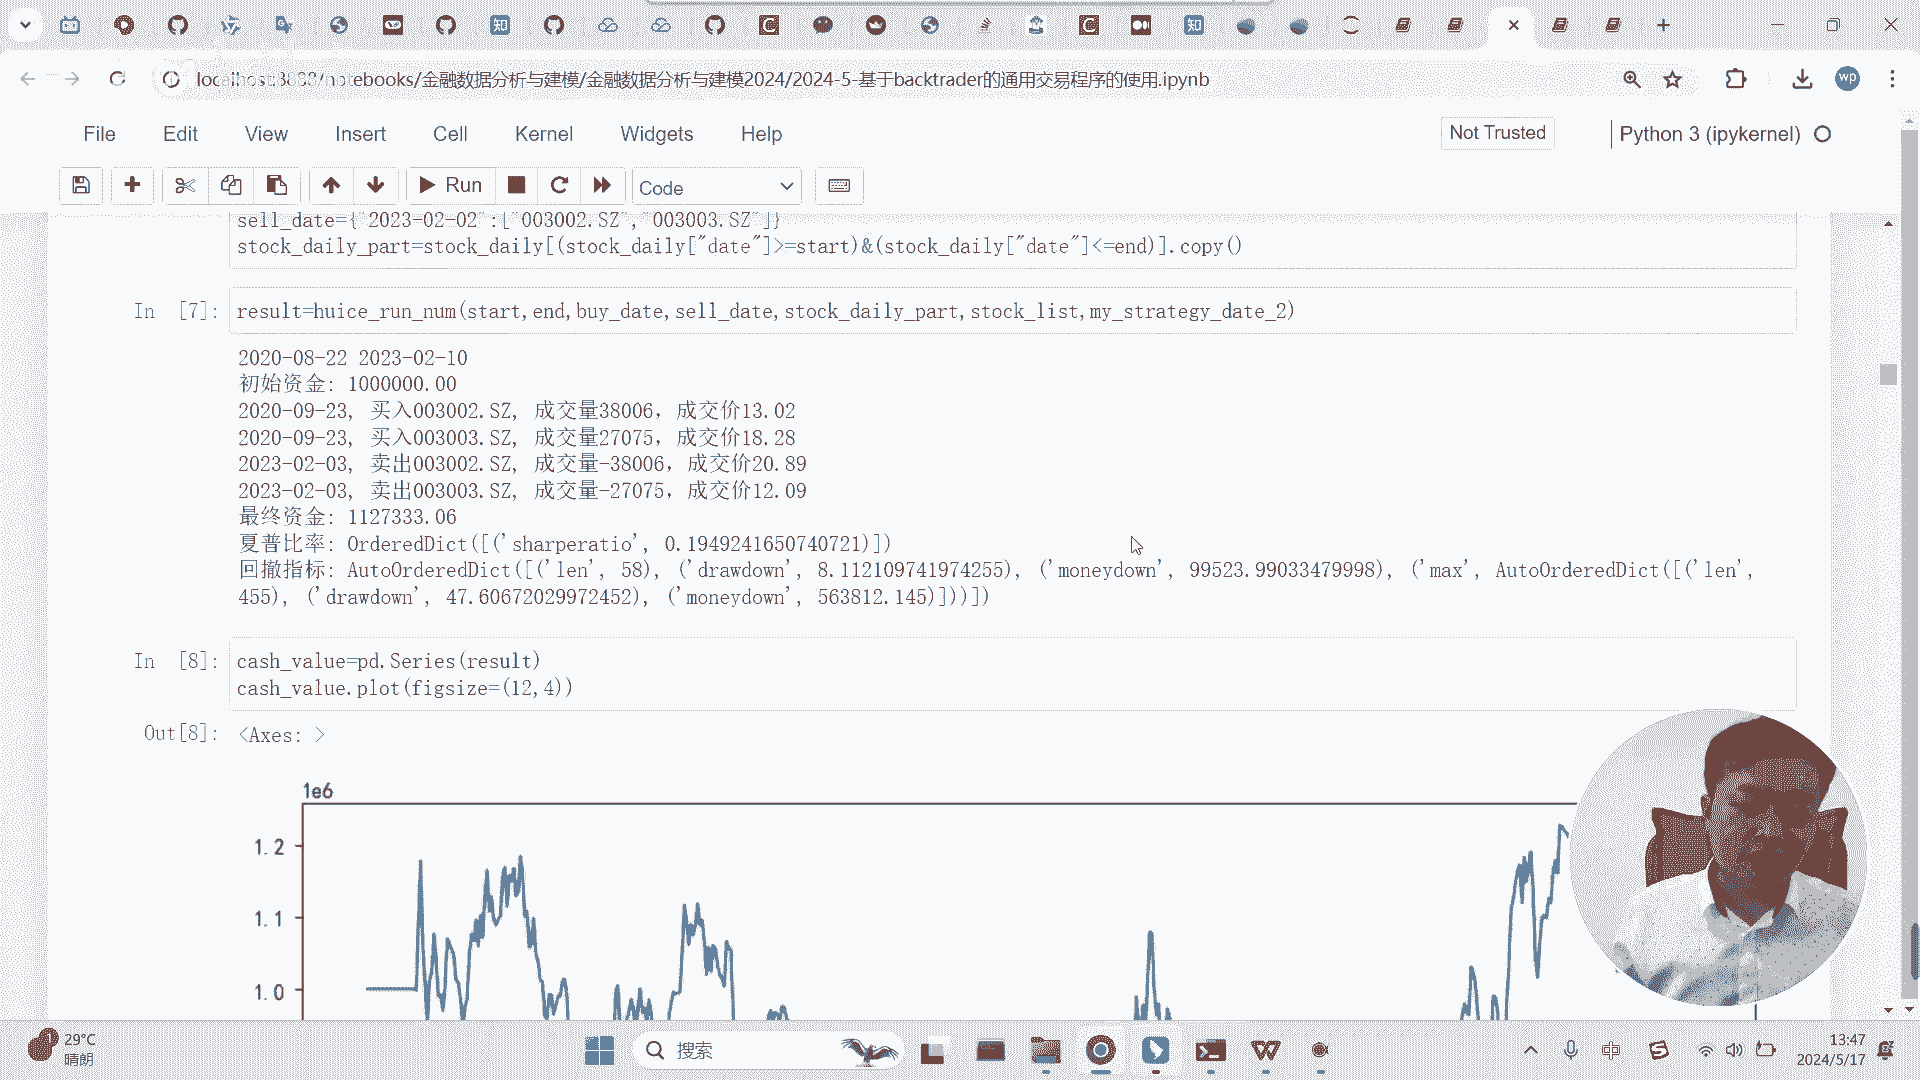 localhost:8888/notebooks/金融数据分析与建模/金融数据分析与建模2024/2024-5-基于backtrader的通用交易程序的使用.ipynb
wp
File Edit View Insert Cell Kernel Widgets Help
Not Trusted
Python 3 (ipykernel)
Run
Code
sell_date={"2023-02-02":["003002.SZ","003003.SZ"]}
stock_daily_part=stock_daily[(stock_daily["date"]>=start)&(stock_daily["date"]<=end)].copy()
In [7]: result=huice_run_num(start,end,buy_date,sell_date,stock_daily_part,stock_list,my_strategy_date_2)
2020-08-22 2023-02-10
初始资金: 1000000.00
2020-09-23, 买入003002.SZ, 成交量38006, 成交价13.02
2020-09-23, 买入003003.SZ, 成交量27075, 成交价18.28
2023-02-03, 卖出003002.SZ, 成交量-38006, 成交价20.89
2023-02-03, 卖出003003.SZ, 成交量-27075, 成交价12.09
最终资金: 1127333.06
夏普比率: OrderedDict([('sharperatio', 0.1949241650740721)])
回撤指标: AutoOrderedDict([('len', 58), ('drawdown', 8.112109741974255), ('moneydown', 99523.99033479998), ('max', AutoOrderedDict([('len',
455), ('drawdown', 47.60672029972452), ('moneydown', 563812.145)]))])
In [8]: cash_value=pd.Series(result)
cash_value.plot(figsize=(12,4))
Out[8]: <Axes: >
1e6
1.2
1.1
1.0
29°C
晴朗
搜索
中
13:47
2024/5/17